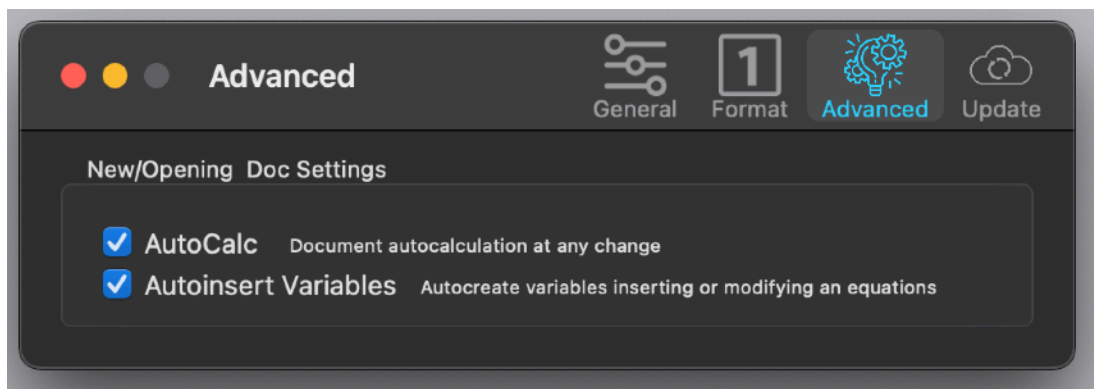 Advanced
1
General Format Advanced Update
New/Opening Doc Settings
AutoCalc Document autocalculation at any change
Autoinsert Variables Autocreate variables inserting or modifying an equations